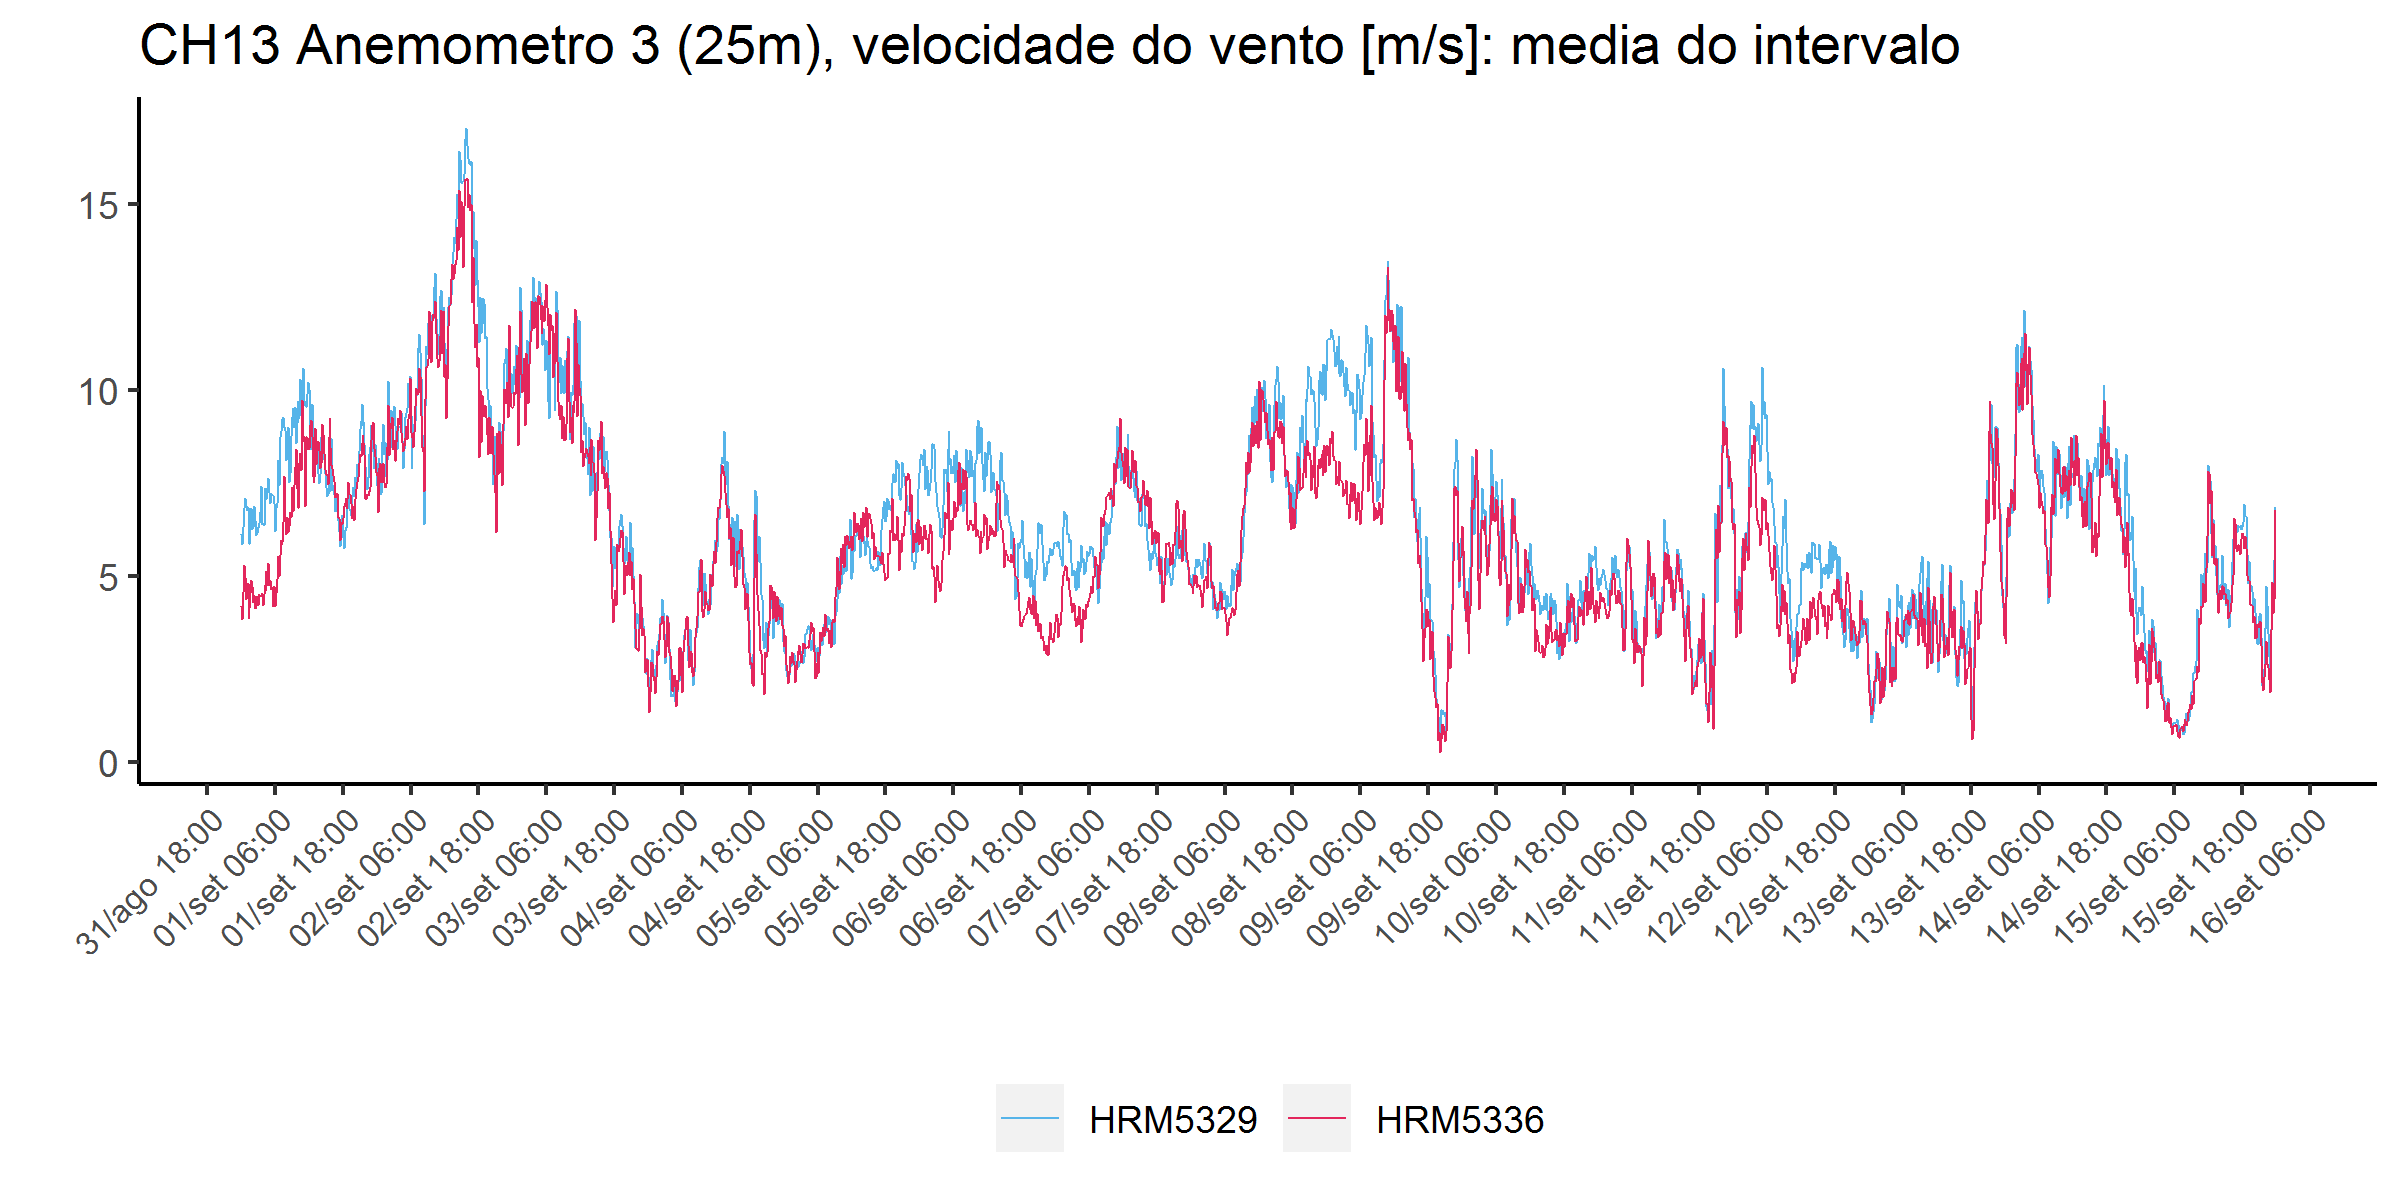 CH13 Anemometro 3 (25m), velocidade do vento [m/s]: media do intervalo
15
10
5
0
31/ago 18:00
01/set 06:00
01/set 18:00
02/set 06:00
02/set 18:00
03/set 06:00
03/set 18:00
04/set 06:00
04/set 18:00
05/set 06:00
05/set 18:00
06/set 06:00
06/set 18:00
07/set 06:00
07/set 18:00
08/set 06:00
08/set 18:00
09/set 06:00
09/set 18:00
10/set 06:00
10/set 18:00
11/set 06:00
11/set 18:00
12/set 06:00
12/set 18:00
13/set 06:00
13/set 18:00
14/set 06:00
14/set 18:00
15/set 06:00
15/set 18:00
16/set 06:00
HRM5329
HRM5336